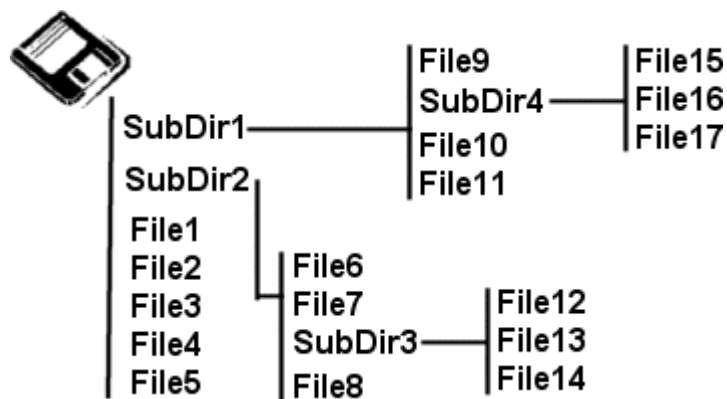 SubDir1
SubDir2
File1
File2
File3
File4
File5
File9
SubDir4
File10
File11
File15
File16
File17
File6
File7
SubDir3
File8
File12
File13
File14